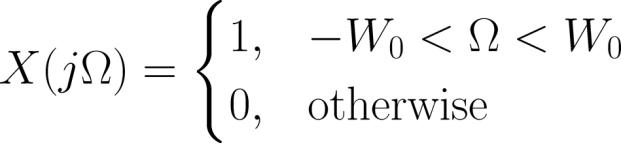 X(jΩ) = { 1, −W₀ < Ω < W₀
0, otherwise